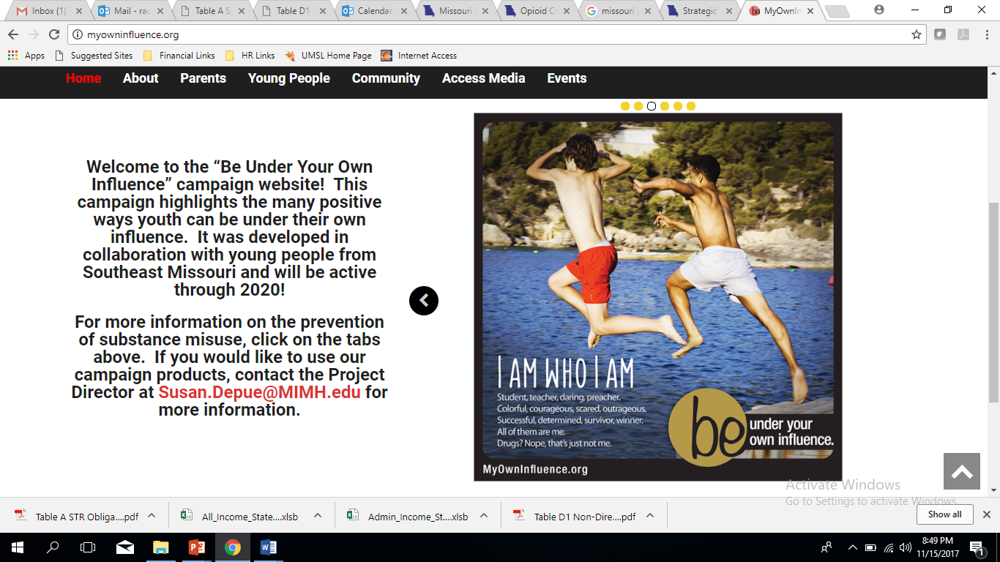 Inbox (1)
Mail - rac
Table A S
Table D1
Calendar
Missouri
Opioid C
missouri
Strategic
MyOwnIn
myowninfluence.org
Apps
Suggested Sites
Financial Links
HR Links
UMSL Home Page
Internet Access
Home
About
Parents
Young People
Community
Access Media
Events
Welcome to the “Be Under Your Own
Influence” campaign website! This
campaign highlights the many positive
ways youth can be under their own
influence. It was developed in
collaboration with young people from
Southeast Missouri and will be active
through 2020!
For more information on the prevention
of substance misuse, click on the tabs
above. If you would like to use our
campaign products, contact the Project
Director at Susan.Depue@MIMH.edu for
more information.
I AM WHO I AM
Student, teacher, daring, preacher.
Colorful, courageous, scared, outrageous.
Successful, determined, survivor, winner.
All of them are me.
Drugs? Nope, that's just not me.
be
under your
own influence.
MyOwnInfluence.org
Activate Windows
Go to Settings to activate Windows.
Table A STR Obliga....pdf
All_Income_State....xlsb
Admin_Income_St....xlsb
Table D1 Non-Dire....pdf
Show all
8:49 PM
11/15/2017
1